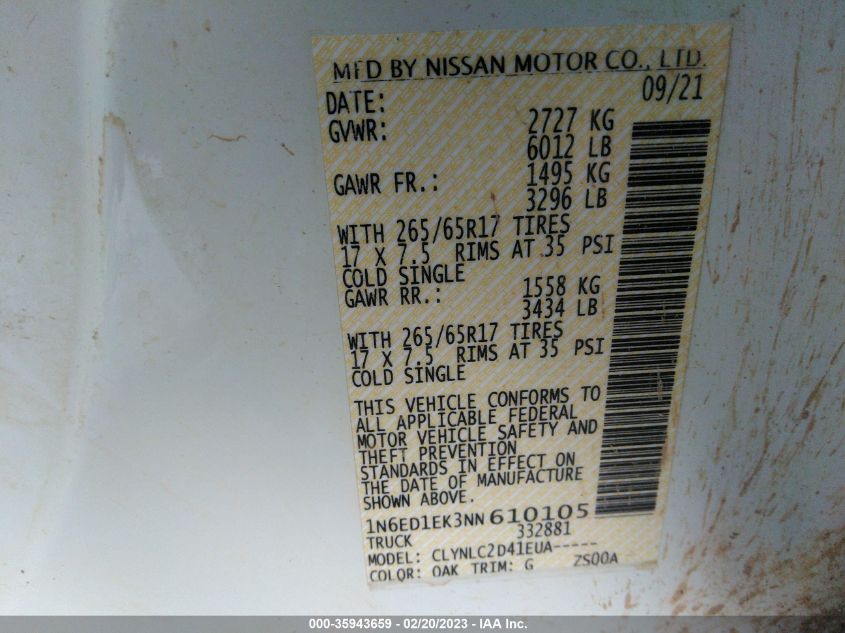 MFD BY NISSAN MOTOR CO., LTD.
DATE: 09/21
GVWR: 2727 KG
6012 LB
GAWR FR.: 1495 KG
3296 LB
WITH 265/65R17 TIRES
17 X 7.5 RIMS AT 35 PSI
COLD SINGLE
GAWR RR.: 1558 KG
3434 LB
WITH 265/65R17 TIRES
17 X 7.5 RIMS AT 35 PSI
COLD SINGLE
THIS VEHICLE CONFORMS TO
ALL APPLICABLE FEDERAL
MOTOR VEHICLE SAFETY AND
THEFT PREVENTION
STANDARDS IN EFFECT ON
THE DATE OF MANUFACTURE
SHOWN ABOVE.
1N6ED1EK3NN610105
TRUCK 332881
MODEL: CLYNLC2D41EUA-----
COLOR: QAK TRIM: G ZS00A
000-35943659 - 02/20/2023 - IAA Inc.